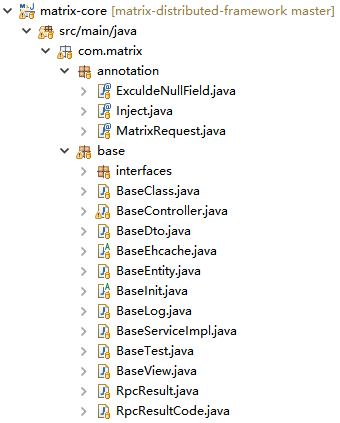 matrix-core [matrix-distributed-framework master]
src/main/java
com.matrix
annotation
ExculdeNullField.java
Inject.java
MatrixRequest.java
base
interfaces
BaseClass.java
BaseController.java
BaseDto.java
BaseEhcache.java
BaseEntity.java
BaseInit.java
BaseLog.java
BaseServiceImpl.java
BaseTest.java
BaseView.java
RpcResult.java
RpcResultCode.java